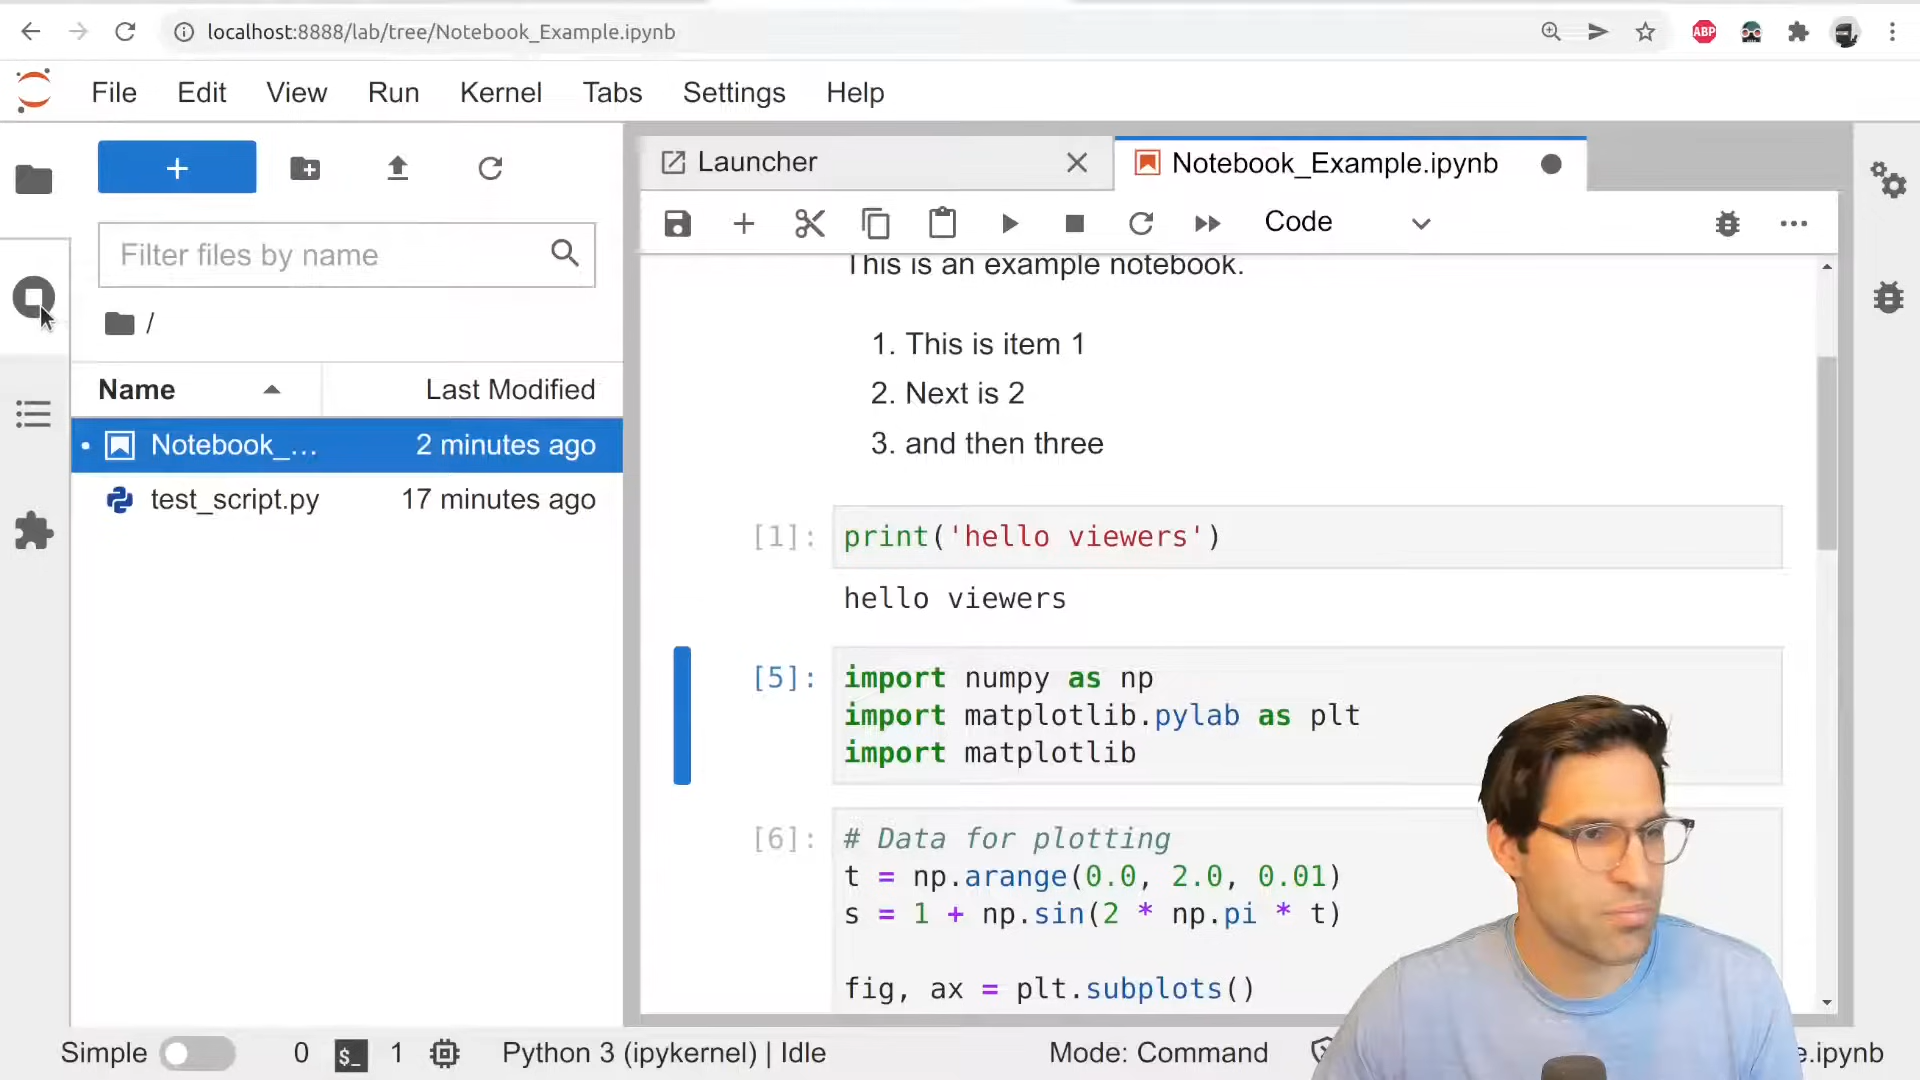 localhost:8888/lab/tree/Notebook_Example.ipynb
ABP
File Edit View Run Kernel Tabs Settings Help
+
Launcher
Notebook_Example.ipynb
Code
Filter files by name
/
Name Last Modified
Notebook_… 2 minutes ago
test_script.py 17 minutes ago
This is an example notebook.
1. This is item 1
2. Next is 2
3. and then three
[1]: print('hello viewers')
hello viewers
[5]: import numpy as np
import matplotlib.pylab as plt
import matplotlib
[6]: # Data for plotting
t = np.arange(0.0, 2.0, 0.01)
s = 1 + np.sin(2 * np.pi * t)
fig, ax = plt.subplots()
Simple 0 $_ 1 Python 3 (ipykernel) | Idle Mode: Command e.ipynb